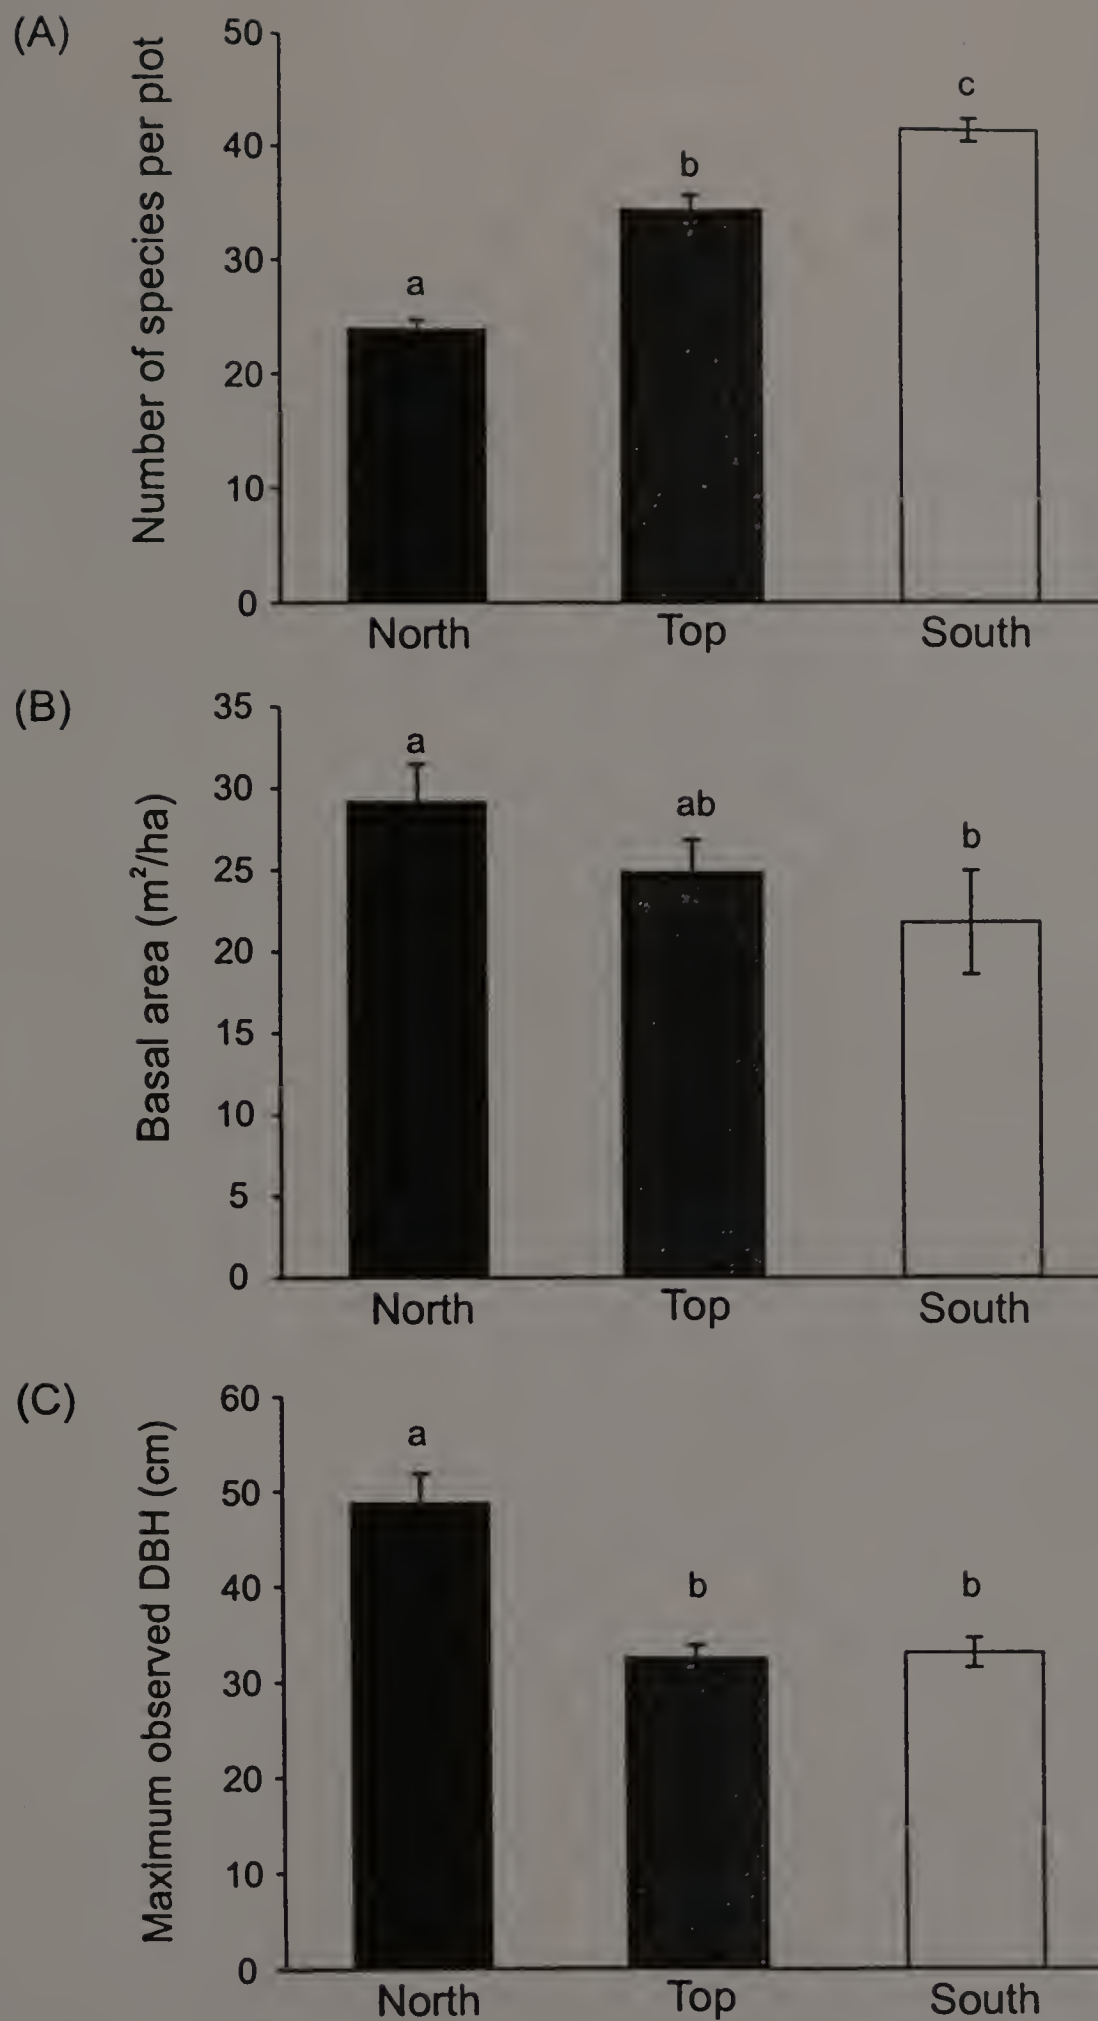 (A)
Number of species per plot
50
40
30
20
10
0
a
b
c
North Top South
(B)
Basal area (m²/ha)
35
30
25
20
15
10
5
0
a
ab
b
North Top South
(C)
Maximum observed DBH (cm)
60
50
40
30
20
10
0
a
b
b
North Top South